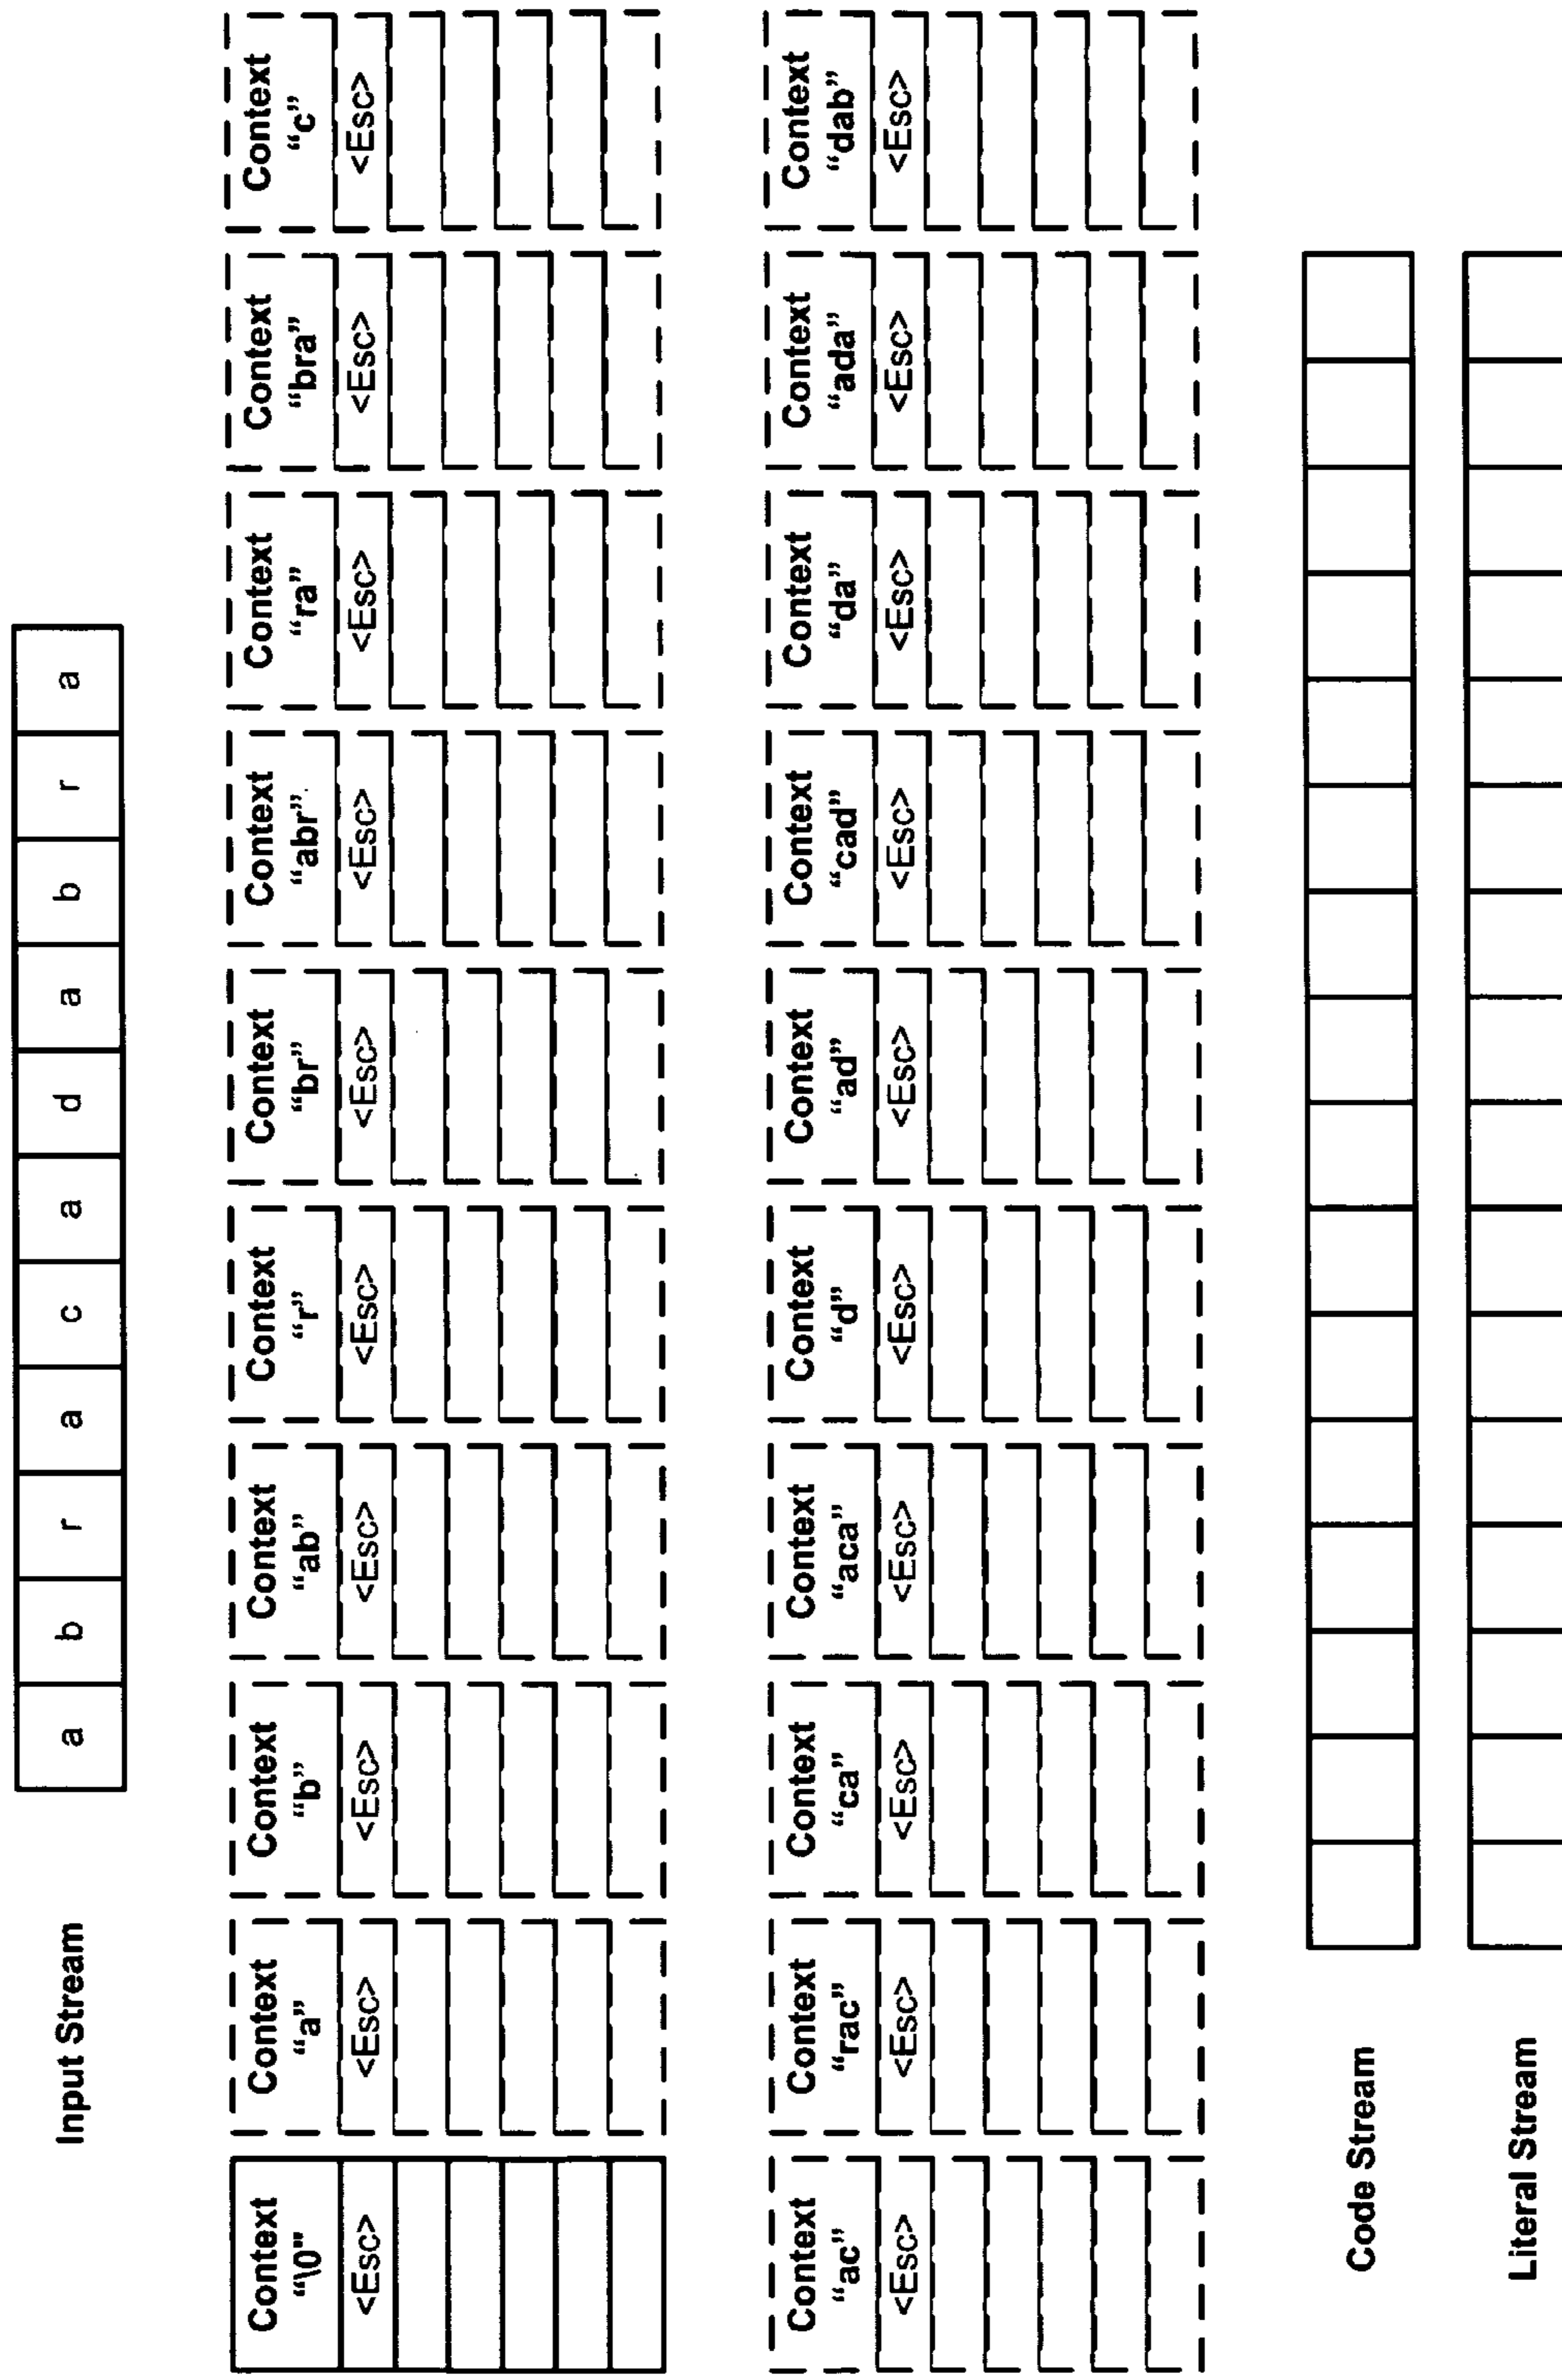 Input Stream
a b r a c a d a b r a
Context Context Context Context Context Context Context Context Context Context
“\0” “a” “b” “ab” “r” “br” “abr” “ra” “bra” “c”
<Esc> <Esc> <Esc> <Esc> <Esc> <Esc> <Esc> <Esc> <Esc> <Esc>
Context Context Context Context Context Context Context Context Context Context
“ac” “rac” “ca” “aca” “d” “ad” “cad” “da” “ada” “dab”
<Esc> <Esc> <Esc> <Esc> <Esc> <Esc> <Esc> <Esc> <Esc> <Esc>
Code Stream
Literal Stream